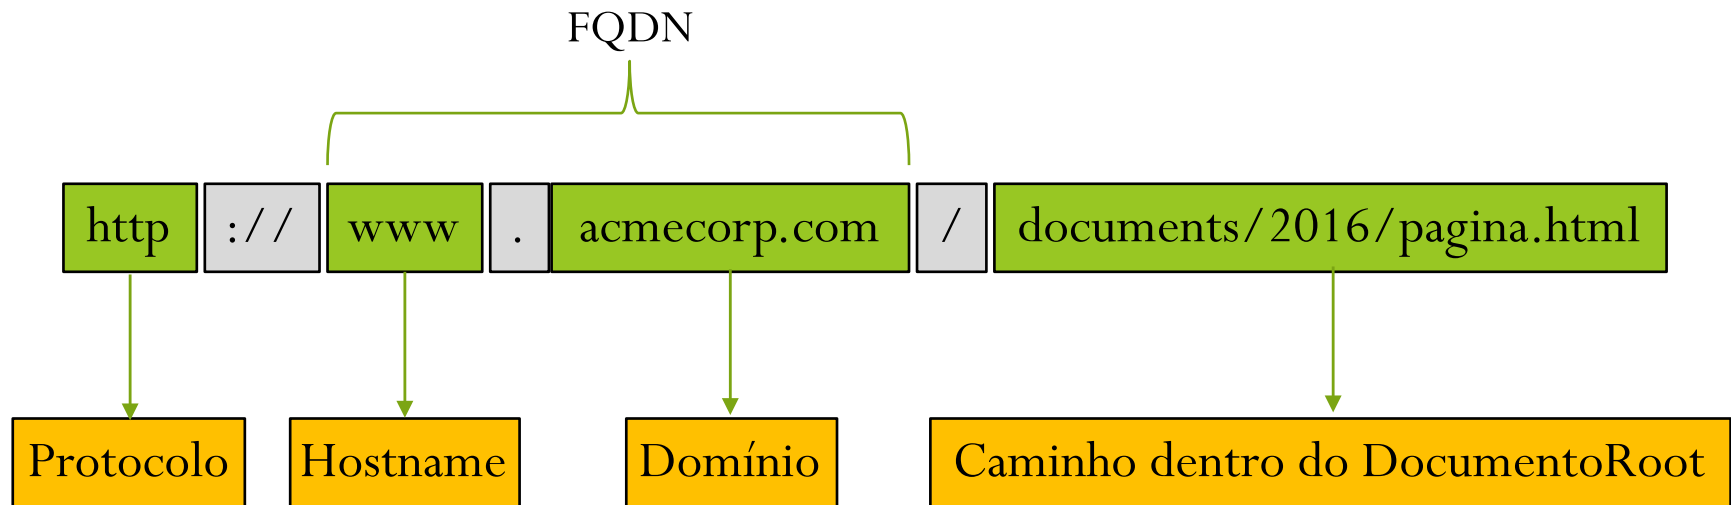 FQDN
http :// www . acmecorp.com / documents/2016/pagina.html
Protocolo Hostname Domínio Caminho dentro do DocumentoRoot